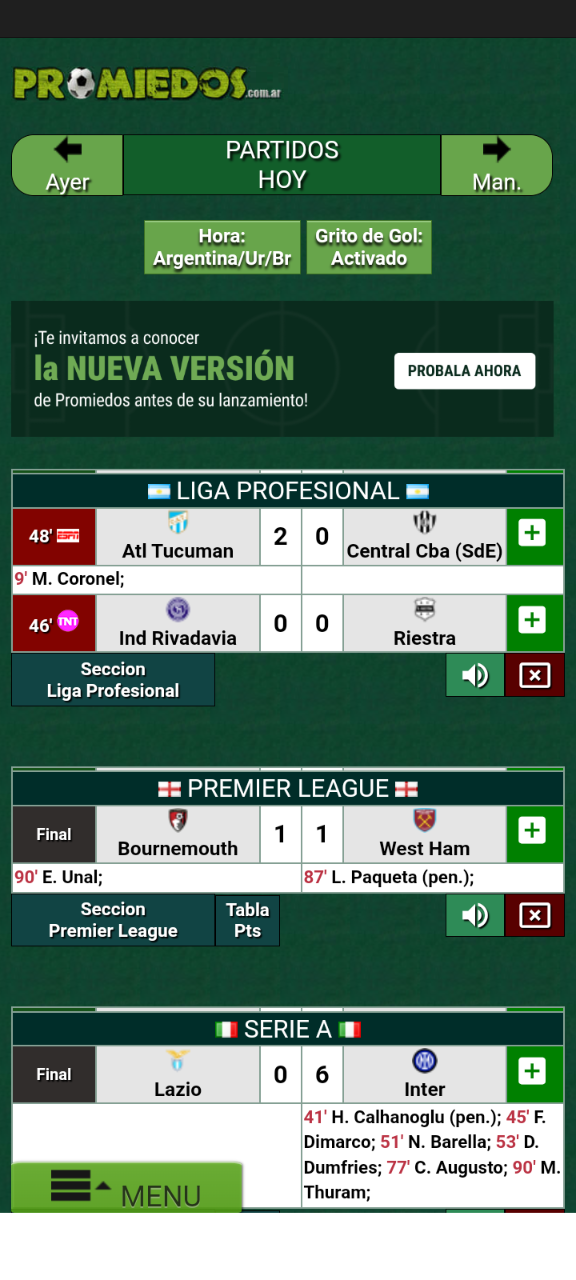 PROMIEDOS.com.ar
Ayer
PARTIDOS
HOY
Man.
Hora:
Argentina/Ur/Br
Grito de Gol:
Activado
¡Te invitamos a conocer
la NUEVA VERSIÓN
de Promiedos antes de su lanzamiento!
PROBALA AHORA
LIGA PROFESIONAL
48' ESPN Atl Tucuman 2 0 Central Cba (SdE)
9' M. Coronel;
46' TNT Ind Rivadavia 0 0 Riestra
Seccion
Liga Profesional
PREMIER LEAGUE
Final Bournemouth 1 1 West Ham
90' E. Unal; 87' L. Paqueta (pen.);
Seccion
Premier League
Tabla
Pts
SERIE A
Final Lazio 0 6 Inter
41' H. Calhanoglu (pen.); 45' F.
Dimarco; 51' N. Barella; 53' D.
Dumfries; 77' C. Augusto; 90' M.
Thuram;
MENU